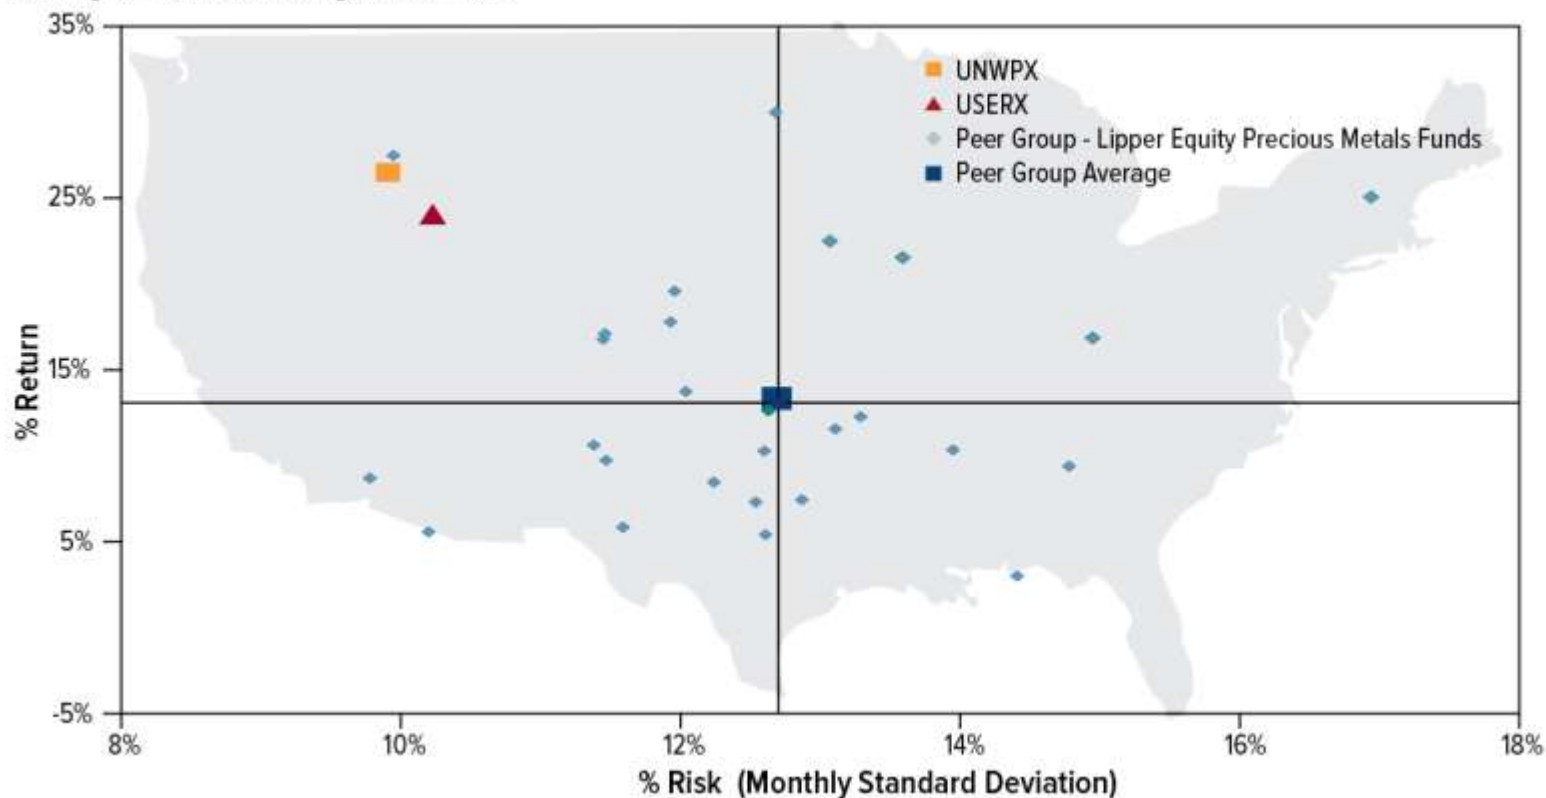 35%
UNWPX
USERX
Peer Group - Lipper Equity Precious Metals Funds
Peer Group Average
25%
15%
5%
-5%
% Return
8%
10%
12%
14%
16%
18%
% Risk (Monthly Standard Deviation)